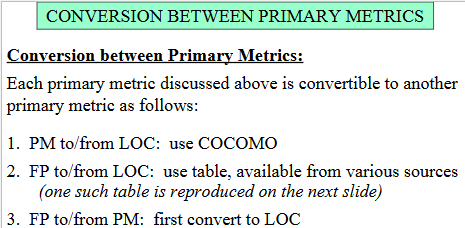 CONVERSION BETWEEN PRIMARY METRICS
Conversion between Primary Metrics:
Each primary metric discussed above is convertible to another
primary metric as follows:
1. PM to/from LOC: use COCOMO
2. FP to/from LOC: use table, available from various sources
(one such table is reproduced on the next slide)
3. FP to/from PM: first convert to LOC